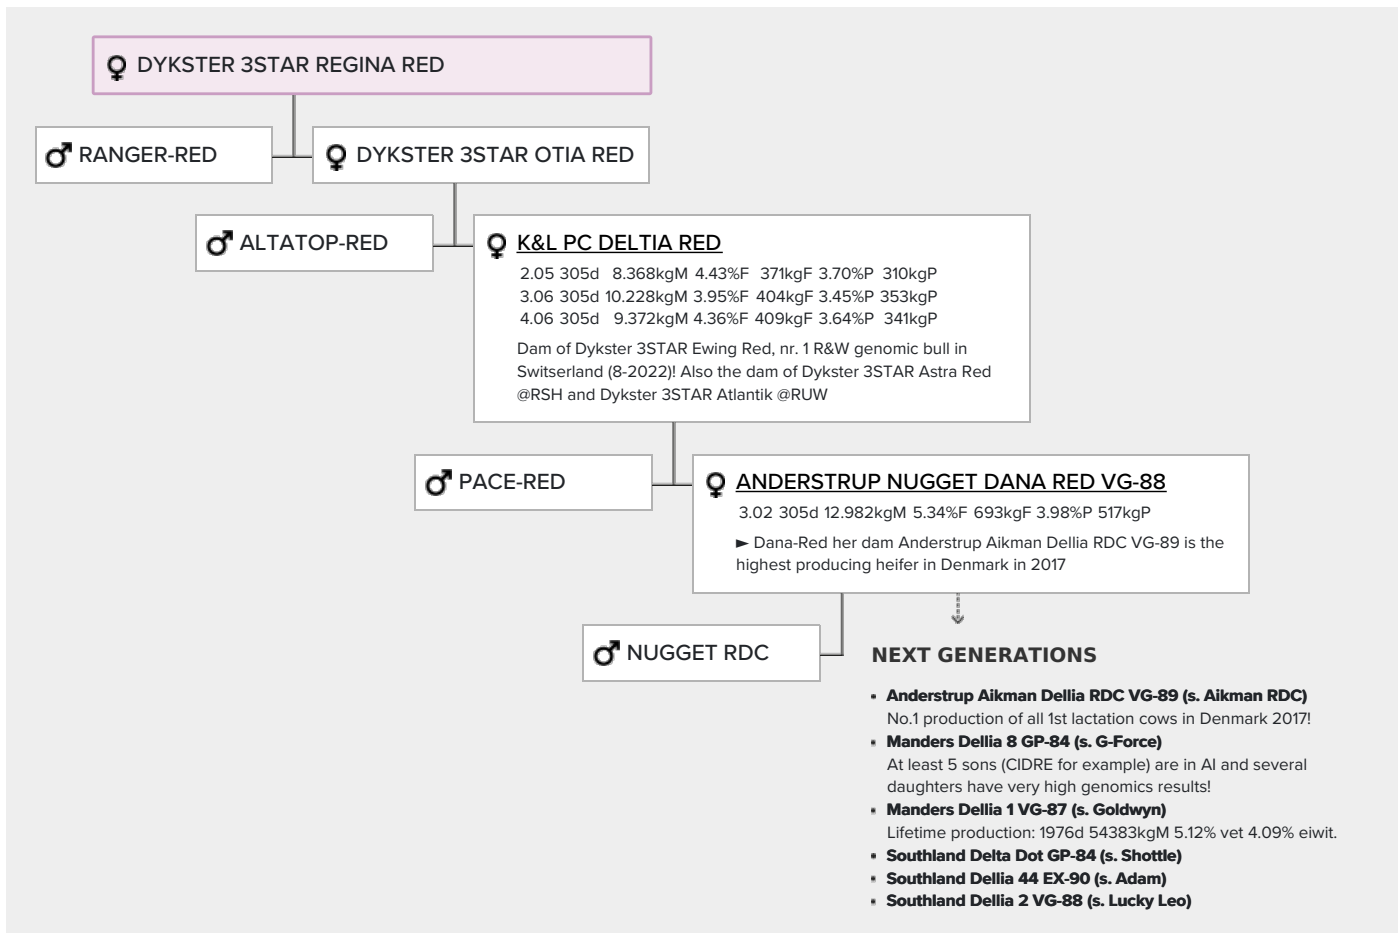 DYKSTER 3STAR REGINA RED
RANGER-RED
DYKSTER 3STAR OTIA RED
ALTATOP-RED
K&L PC DELTIA RED
2.05 305d 8.368kgM 4.43%F 371kgF 3.70%P 310kgP
3.06 305d 10.228kgM 3.95%F 404kgF 3.45%P 353kgP
4.06 305d 9.372kgM 4.36%F 409kgF 3.64%P 341kgP
Dam of Dykster 3STAR Ewing Red, nr. 1 R&W genomic bull in
Switserland (8-2022)! Also the dam of Dykster 3STAR Astra Red
@RSH and Dykster 3STAR Atlantik @RUW
PACE-RED
ANDERSTRUP NUGGET DANA RED VG-88
3.02 305d 12.982kgM 5.34%F 693kgF 3.98%P 517kgP
► Dana-Red her dam Anderstrup Aikman Dellia RDC VG-89 is the
highest producing heifer in Denmark in 2017
NUGGET RDC
NEXT GENERATIONS
▪ Anderstrup Aikman Dellia RDC VG-89 (s. Aikman RDC)
No.1 production of all 1st lactation cows in Denmark 2017!
▪ Manders Dellia 8 GP-84 (s. G-Force)
At least 5 sons (CIDRE for example) are in AI and several
daughters have very high genomics results!
▪ Manders Dellia 1 VG-87 (s. Goldwyn)
Lifetime production: 1976d 54383kgM 5.12% vet 4.09% eiwit.
▪ Southland Delta Dot GP-84 (s. Shottle)
▪ Southland Dellia 44 EX-90 (s. Adam)
▪ Southland Dellia 2 VG-88 (s. Lucky Leo)